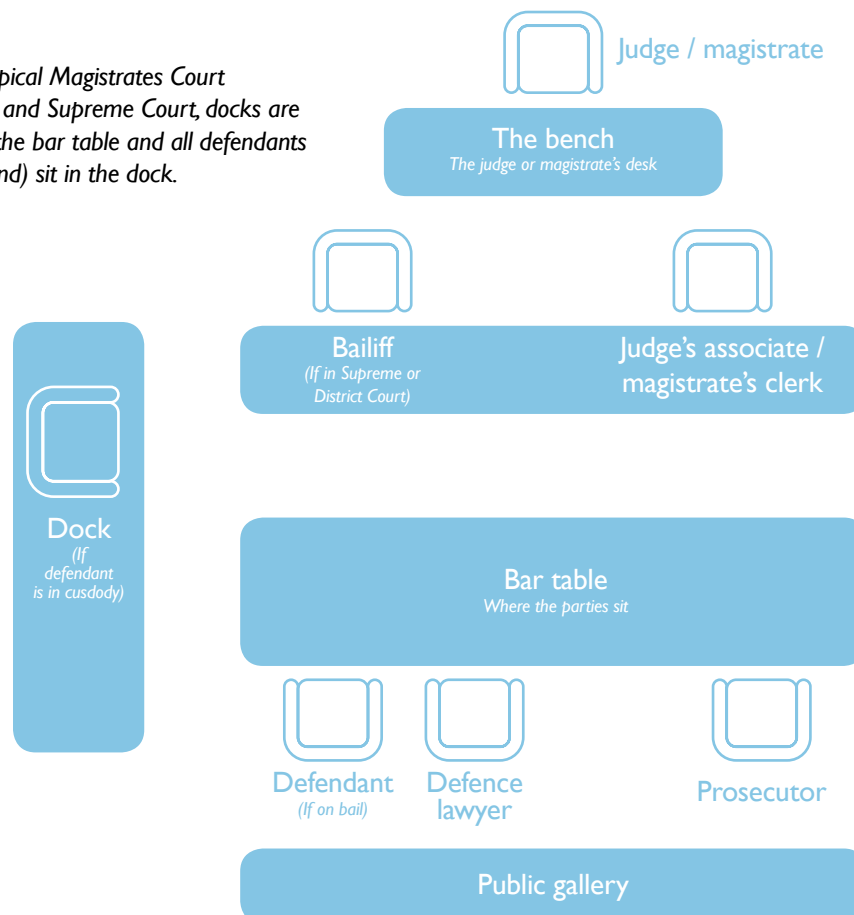 Judge / magistrate
pical Magistrates Court
and Supreme Court, docks are
the bar table and all defendants
nd) sit in the dock.
The bench
The judge or magistrate's desk
Bailiff
(If in Supreme or
District Court)
Judge's associate /
magistrate's clerk
Dock
(If
defendant
is in cusdody)
Bar table
Where the parties sit
Defendant
(If on bail)
Defence
lawyer
Prosecutor
Public gallery